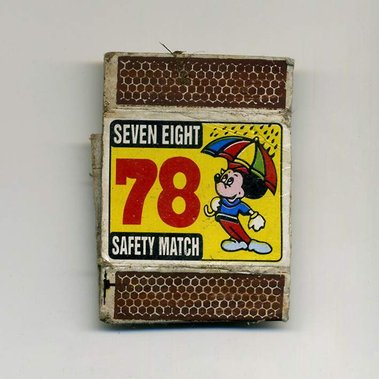 SEVEN EIGHT
78
SAFETY MATCH